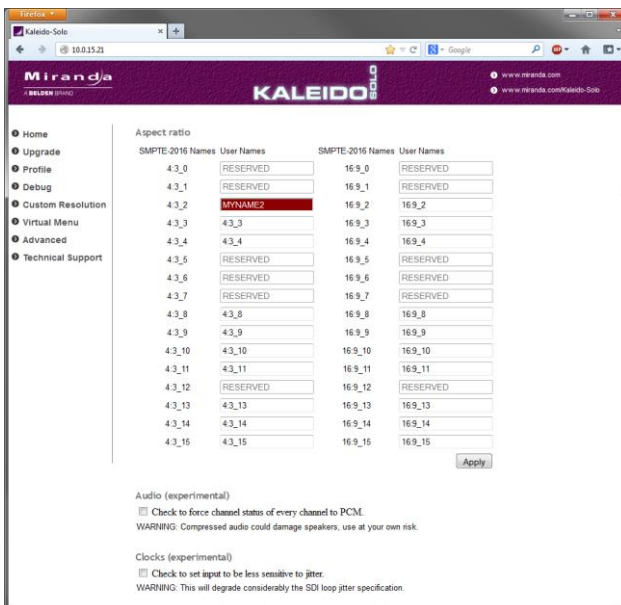 Firefox
Kaleido-Solo
10.0.15.21
Google
Miranda
A BELDEN BRAND
KALEIDO SOLO
www.miranda.com
www.miranda.com/Kaleido-Solo
Home
Upgrade
Profile
Debug
Custom Resolution
Virtual Menu
Advanced
Technical Support
Aspect ratio
SMPTE-2016 Names User Names SMPTE-2016 Names User Names
4:3_0 RESERVED 16:9_0 RESERVED
4:3_1 RESERVED 16:9_1 RESERVED
4:3_2 MYNAME2 16:9_2 16:9_2
4:3_3 4:3_3 16:9_3 16:9_3
4:3_4 4:3_4 16:9_4 16:9_4
4:3_5 RESERVED 16:9_5 RESERVED
4:3_6 RESERVED 16:9_6 RESERVED
4:3_7 RESERVED 16:9_7 RESERVED
4:3_8 4:3_8 16:9_8 16:9_8
4:3_9 4:3_9 16:9_9 16:9_9
4:3_10 4:3_10 16:9_10 16:9_10
4:3_11 4:3_11 16:9_11 16:9_11
4:3_12 RESERVED 16:9_12 RESERVED
4:3_13 4:3_13 16:9_13 16:9_13
4:3_14 4:3_14 16:9_14 16:9_14
4:3_15 4:3_15 16:9_15 16:9_15
Apply
Audio (experimental)
Check to force channel status of every channel to PCM.
WARNING: Compressed audio could damage speakers, use at your own risk.
Clocks (experimental)
Check to set input to be less sensitive to jitter.
WARNING: This will degrade considerably the SDI loop jitter specification.